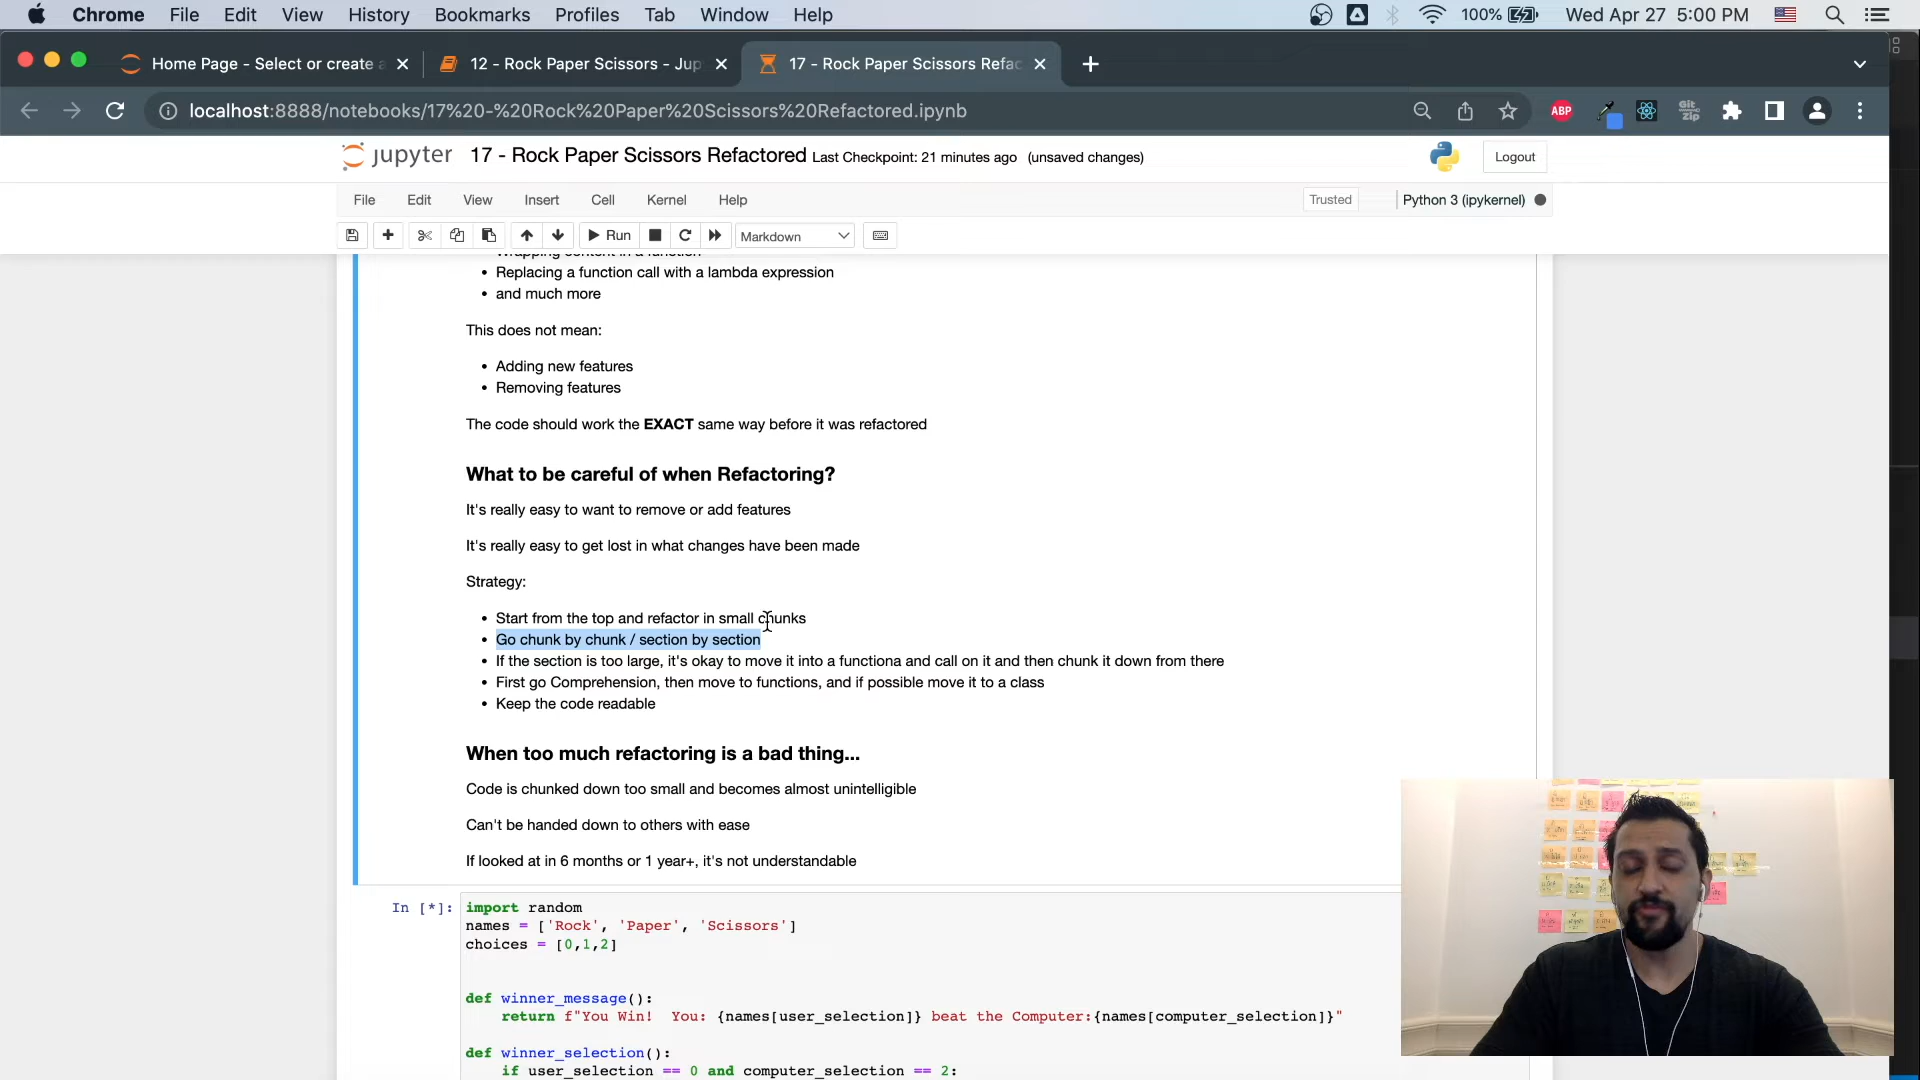 Chrome File Edit View History Bookmarks Profiles Tab Window Help 100% Wed Apr 27 5:00 PM
Home Page - Select or create a 12 - Rock Paper Scissors - Jup 17 - Rock Paper Scissors Refac
localhost:8888/notebooks/17%20-%20Rock%20Paper%20Scissors%20Refactored.ipynb ABP Git Zip
jupyter 17 - Rock Paper Scissors Refactored Last Checkpoint: 21 minutes ago (unsaved changes) Logout
File Edit View Insert Cell Kernel Help Trusted Python 3 (ipykernel)
Run Markdown
Wrapping content in a function
• Replacing a function call with a lambda expression
• and much more
This does not mean:
• Adding new features
• Removing features
The code should work the EXACT same way before it was refactored
What to be careful of when Refactoring?
It's really easy to want to remove or add features
It's really easy to get lost in what changes have been made
Strategy:
• Start from the top and refactor in small chunks
• Go chunk by chunk / section by section
• If the section is too large, it's okay to move it into a functiona and call on it and then chunk it down from there
• First go Comprehension, then move to functions, and if possible move it to a class
• Keep the code readable
When too much refactoring is a bad thing...
Code is chunked down too small and becomes almost unintelligible
Can't be handed down to others with ease
If looked at in 6 months or 1 year+, it's not understandable
In [*]: import random
names = ['Rock', 'Paper', 'Scissors']
choices = [0,1,2]
def winner_message():
return f"You Win!  You: {names[user_selection]} beat the Computer:{names[computer_selection]}"
def winner_selection():
if user_selection == 0 and computer_selection == 2: